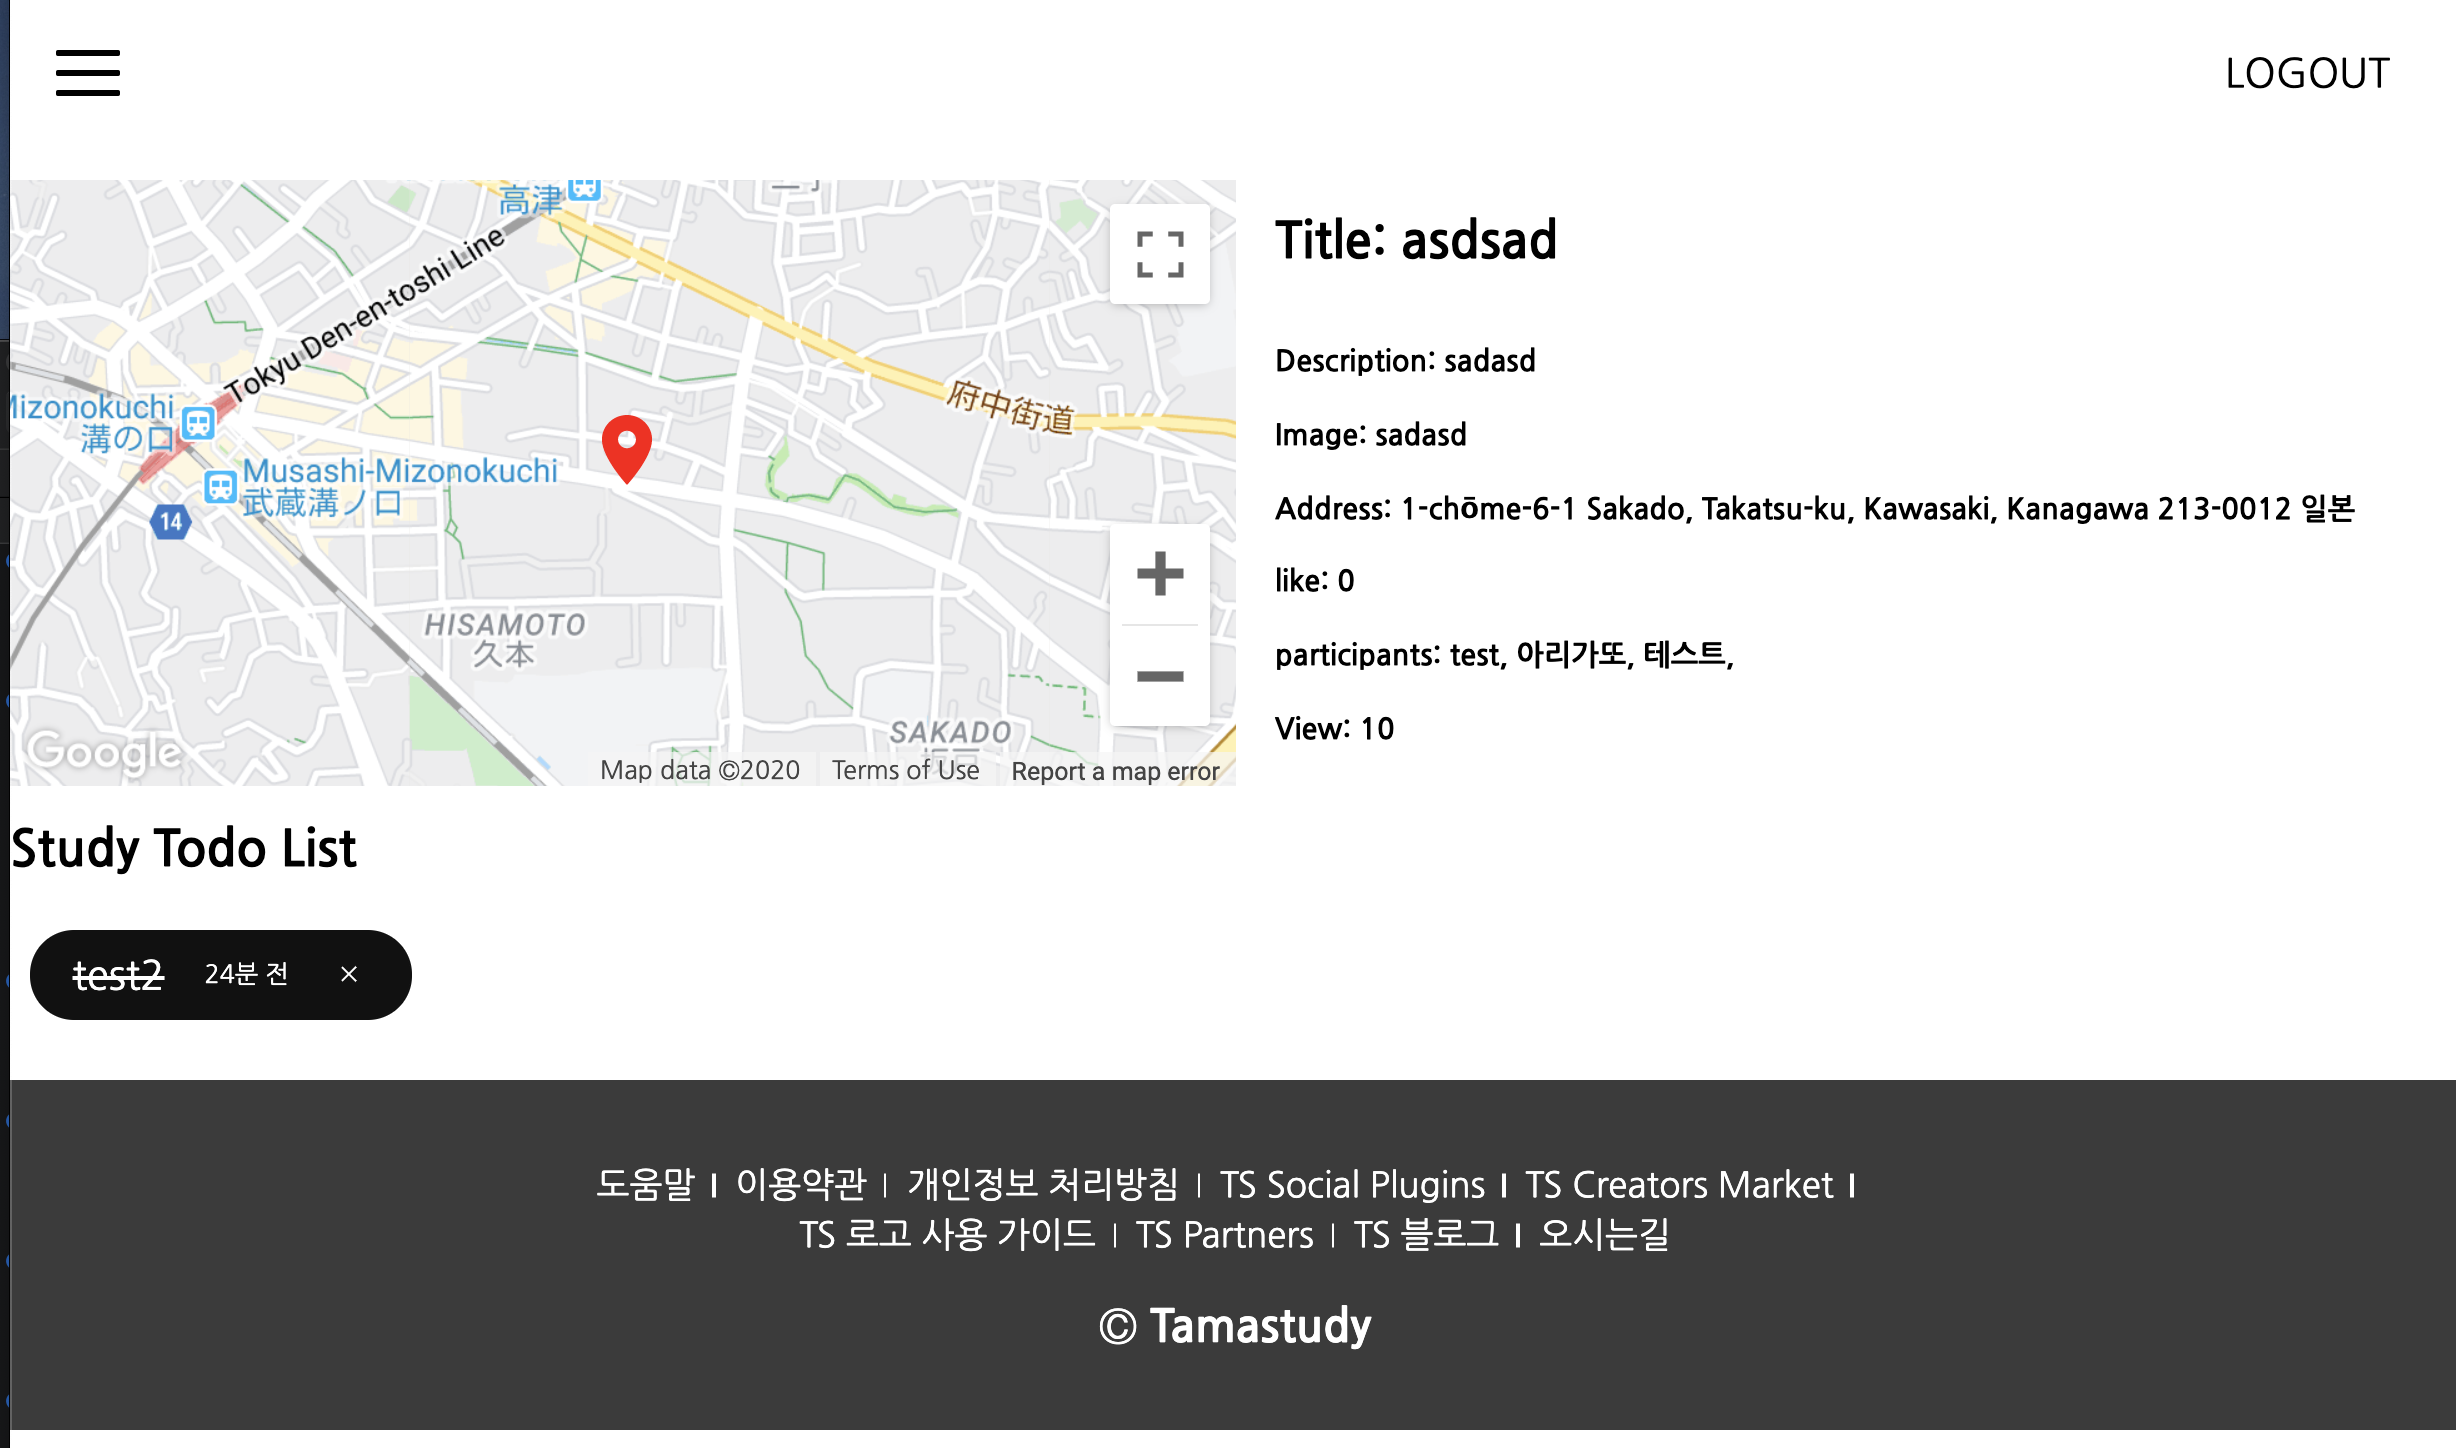 LOGOUT
高津
Tokyu Den-en-toshi Line
Mizonokuchi
溝の口
Musashi-Mizonokuchi
武蔵溝ノ口
14
府中街道
HISAMOTO
久本
SAKADO
Google
Map data ©2020
Terms of Use
Report a map error
Title: asdsad
Description: sadasd
Image: sadasd
Address: 1-chōme-6-1 Sakado, Takatsu-ku, Kawasaki, Kanagawa 213-0012 일본
like: 0
participants: test, 아리가또, 테스트,
View: 10
Study Todo List
test2 24분 전 ×
도움말 | 이용약관 | 개인정보 처리방침 | TS Social Plugins | TS Creators Market |
TS 로고 사용 가이드 | TS Partners | TS 블로그 | 오시는길
© Tamastudy